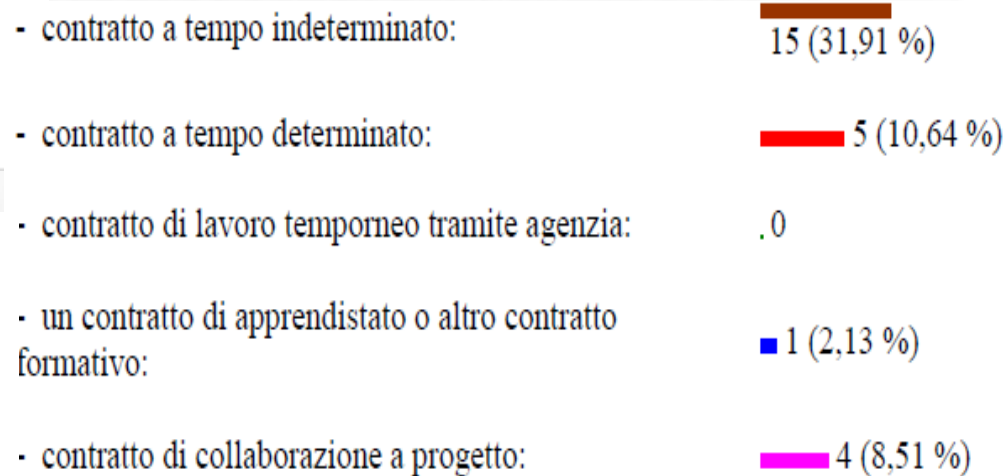 - contratto a tempo indeterminato:
15 (31,91 %)
- contratto a tempo determinato: 5 (10,64 %)
- contratto di lavoro temporneo tramite agenzia: 0
- un contratto di apprendistato o altro contratto
formativo: 1 (2,13 %)
- contratto di collaborazione a progetto: 4 (8,51 %)